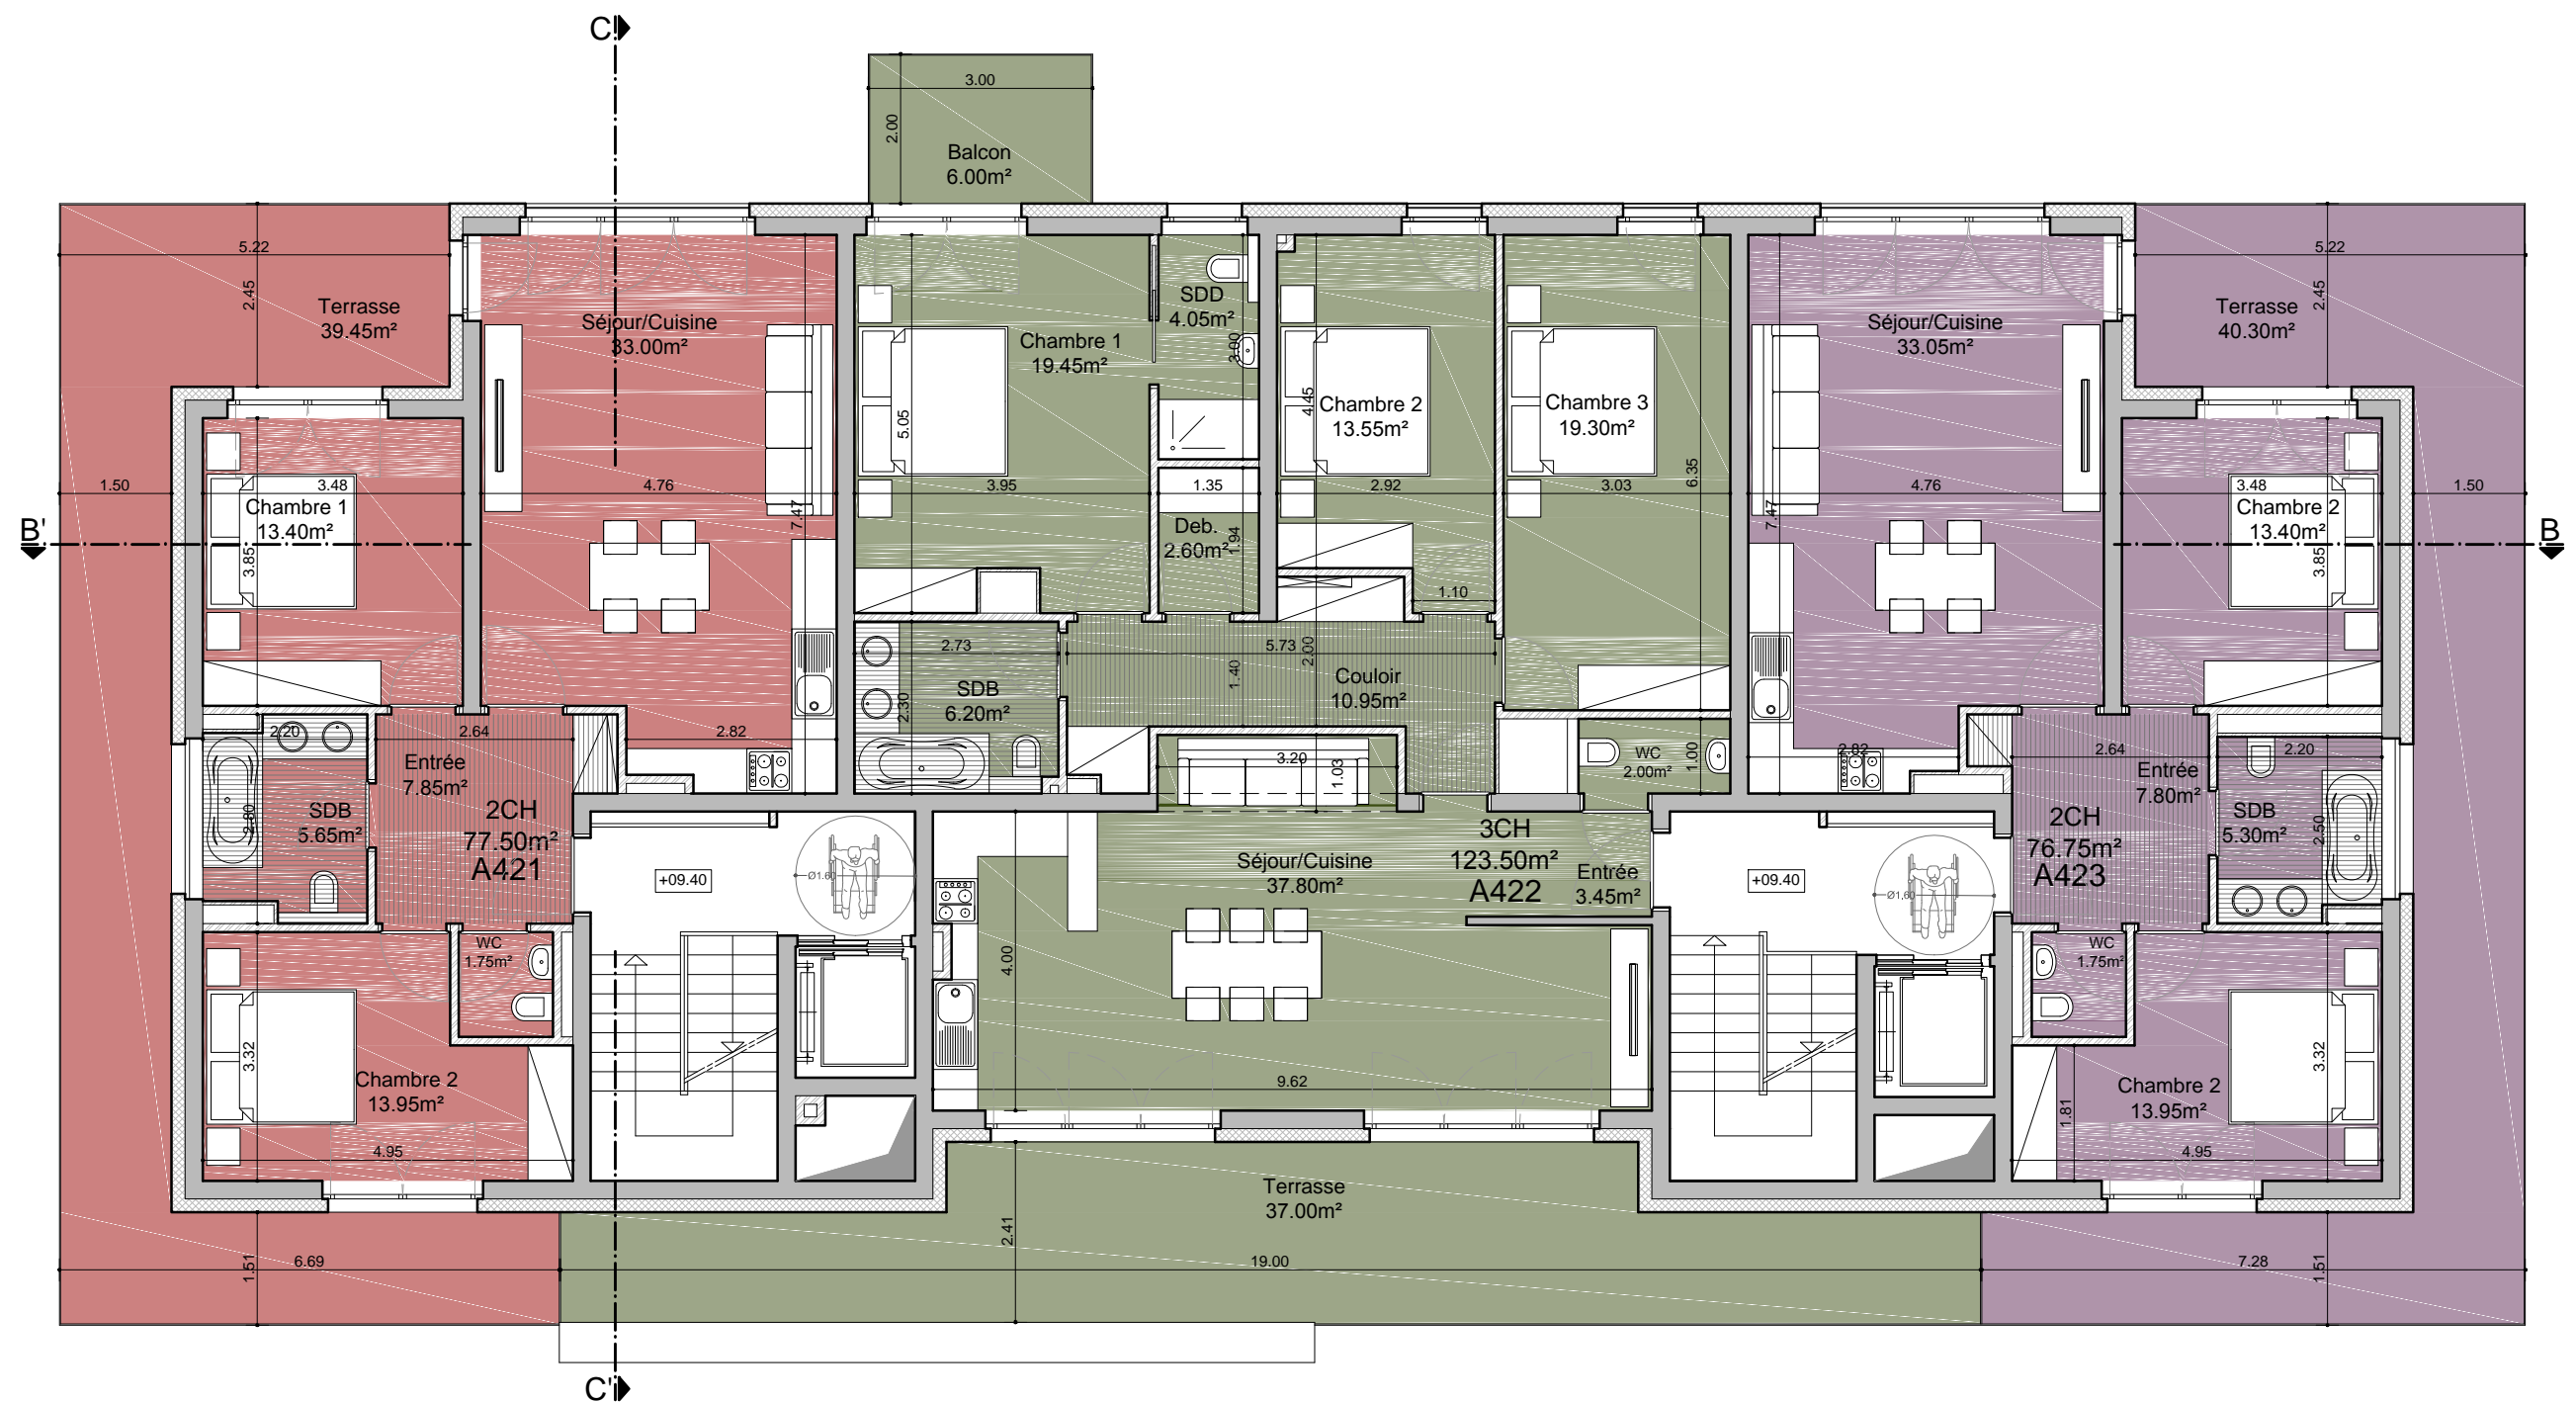 C
3.00
2.00
Balcon
6.00m²
5.22
2.45
Terrasse
39.45m²
Séjour/Cuisine
33.00m²
Chambre 1
19.45m²
5.05
SDD
4.05m²
3.00
Chambre 2
13.55m²
4.45
Chambre 3
19.30m²
6.35
Séjour/Cuisine
33.05m²
5.22
2.45
Terrasse
40.30m²
1.50
3.48
4.76
7.47
3.95
1.35
2.92
3.03
7.47
4.76
3.48
1.50
Chambre 1
13.40m²
3.85
Deb.
2.60m²
1.94
Chambre 2
13.40m²
3.85
B'
B
1.10
2.73
5.73
2.00
1.40
Couloir
10.95m²
SDB
6.20m²
2.30
2.20
2.64
2.82
3.20
1.03
WC
2.00m²
1.00
2.82
2.64
2.20
Entrée
7.85m²
SDB
5.65m²
2.80
2CH
77.50m²
A421
Entrée
7.80m²
SDB
5.30m²
2.50
2CH
76.75m²
A423
3CH
123.50m²
A422
Séjour/Cuisine
37.80m²
Entrée
3.45m²
+09.40
Ø1.60
+09.40
Ø1,60
WC
1.75m²
4.00
WC
1.75m²
3.32
Chambre 2
13.95m²
4.95
9.62
1.81
Chambre 2
13.95m²
3.32
4.95
Terrasse
37.00m²
2.41
1.51
6.69
19.00
7.28
1.51
C'